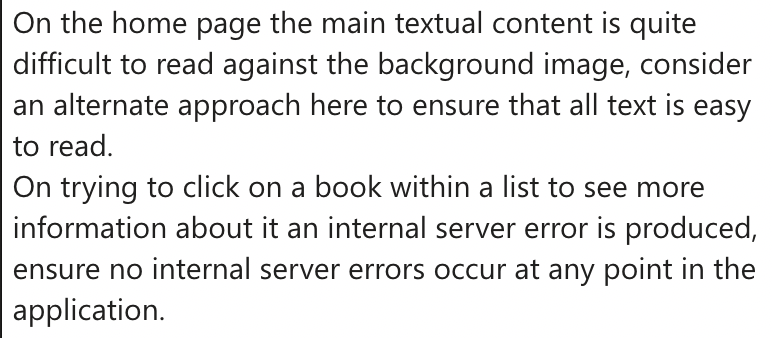 On the home page the main textual content is quite
difficult to read against the background image, consider
an alternate approach here to ensure that all text is easy
to read.
On trying to click on a book within a list to see more
information about it an internal server error is produced,
ensure no internal server errors occur at any point in the
application.